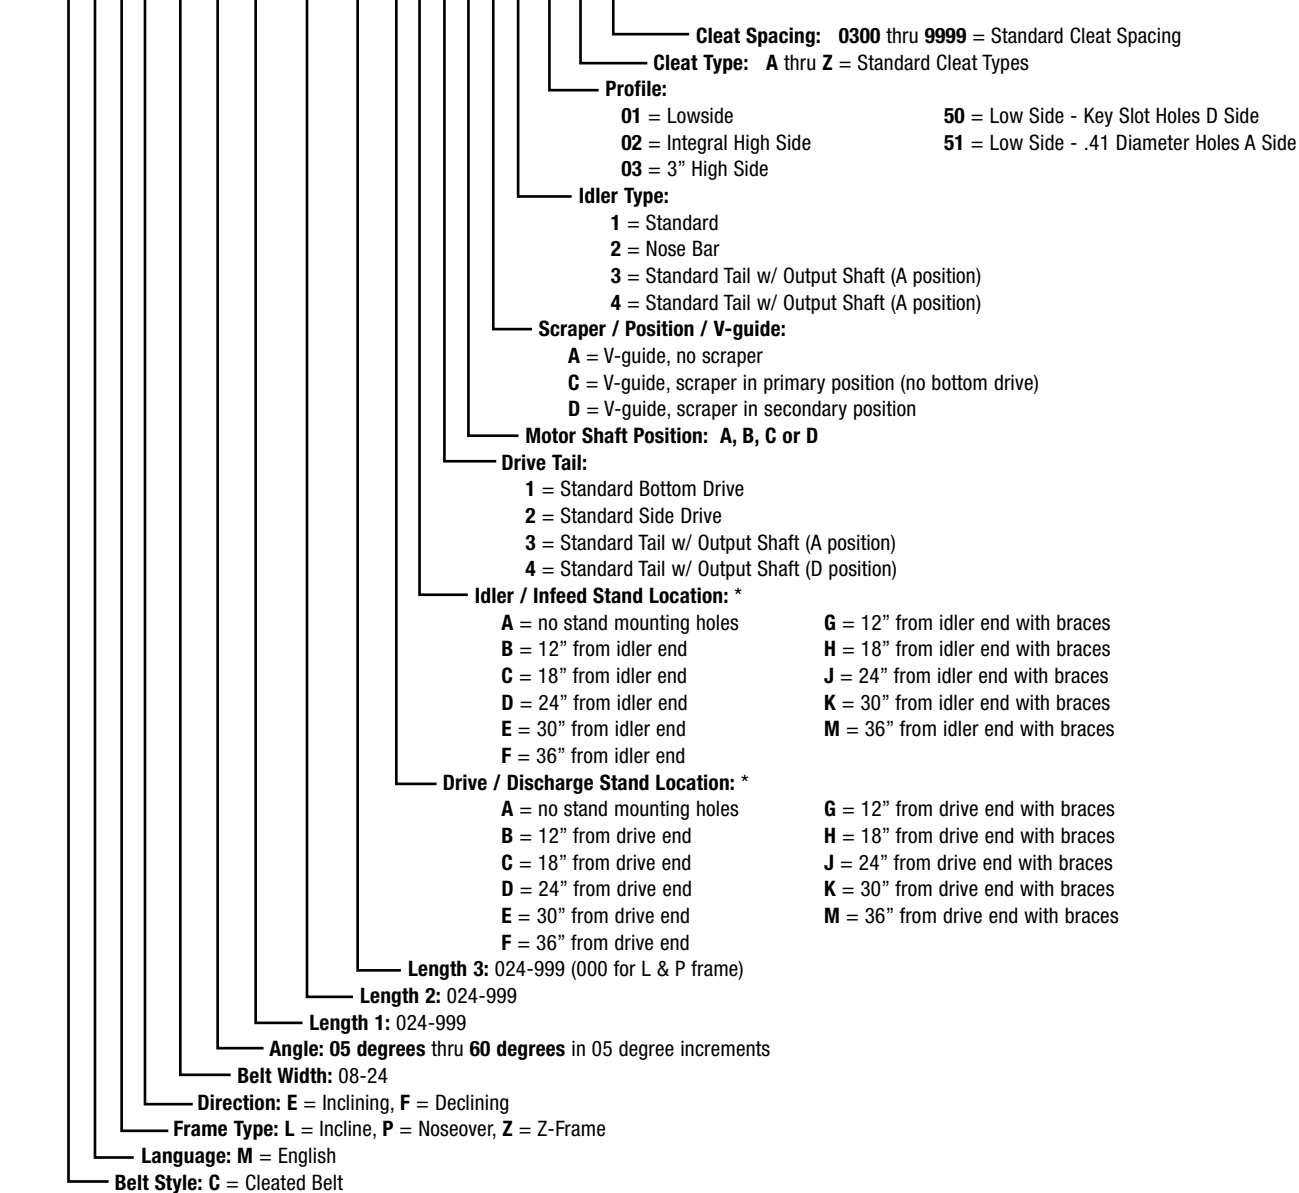 Cleat Spacing: 0300 thru 9999 = Standard Cleat Spacing
Cleat Type: A thru Z = Standard Cleat Types
Profile:
01 = Lowside 50 = Low Side - Key Slot Holes D Side
02 = Integral High Side 51 = Low Side - .41 Diameter Holes A Side
03 = 3” High Side
Idler Type:
1 = Standard
2 = Nose Bar
3 = Standard Tail w/ Output Shaft (A position)
4 = Standard Tail w/ Output Shaft (A position)
Scraper / Position / V-guide:
A = V-guide, no scraper
C = V-guide, scraper in primary position (no bottom drive)
D = V-guide, scraper in secondary position
Motor Shaft Position: A, B, C or D
Drive Tail:
1 = Standard Bottom Drive
2 = Standard Side Drive
3 = Standard Tail w/ Output Shaft (A position)
4 = Standard Tail w/ Output Shaft (D position)
Idler / Infeed Stand Location: *
A = no stand mounting holes G = 12” from idler end with braces
B = 12” from idler end H = 18” from idler end with braces
C = 18” from idler end J = 24” from idler end with braces
D = 24” from idler end K = 30” from idler end with braces
E = 30” from idler end M = 36” from idler end with braces
F = 36” from idler end
Drive / Discharge Stand Location: *
A = no stand mounting holes G = 12” from drive end with braces
B = 12” from drive end H = 18” from drive end with braces
C = 18” from drive end J = 24” from drive end with braces
D = 24” from drive end K = 30” from drive end with braces
E = 30” from drive end M = 36” from drive end with braces
F = 36” from drive end
Length 3: 024-999 (000 for L & P frame)
Length 2: 024-999
Length 1: 024-999
Angle: 05 degrees thru 60 degrees in 05 degree increments
Belt Width: 08-24
Direction: E = Inclining, F = Declining
Frame Type: L = Incline, P = Noseover, Z = Z-Frame
Language: M = English
Belt Style: C = Cleated Belt